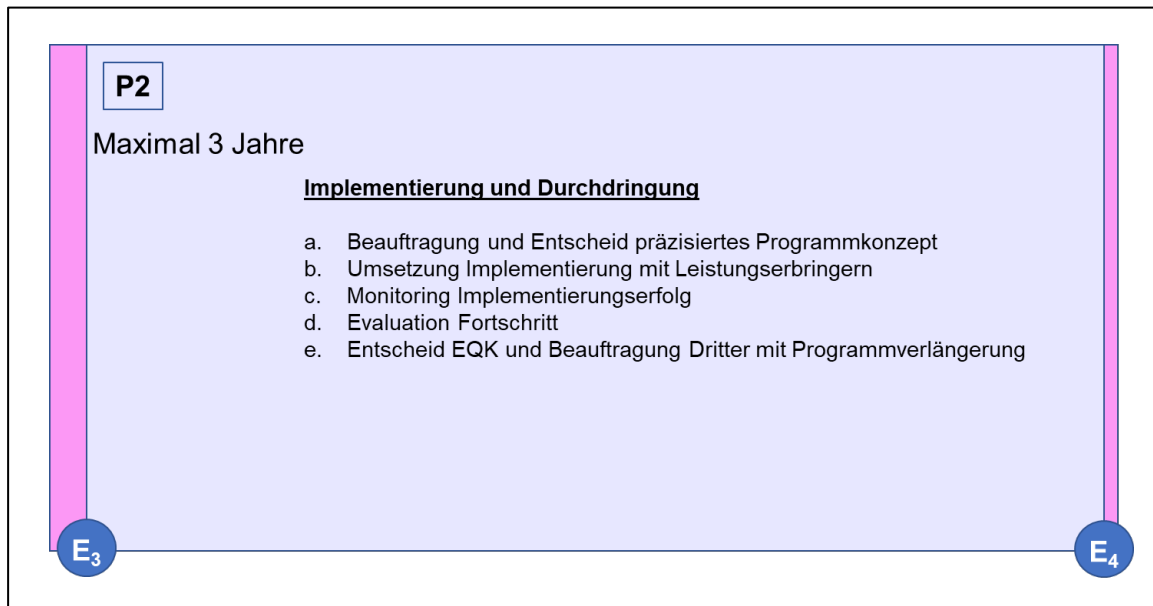 P2
Maximal 3 Jahre
Implementierung und Durchdringung
a. Beauftragung und Entscheid präzisiertes Programmkonzept
b. Umsetzung Implementierung mit Leistungserbringern
c. Monitoring Implementierungserfolg
d. Evaluation Fortschritt
e. Entscheid EQK und Beauftragung Dritter mit Programmverlängerung
E₃
E₄